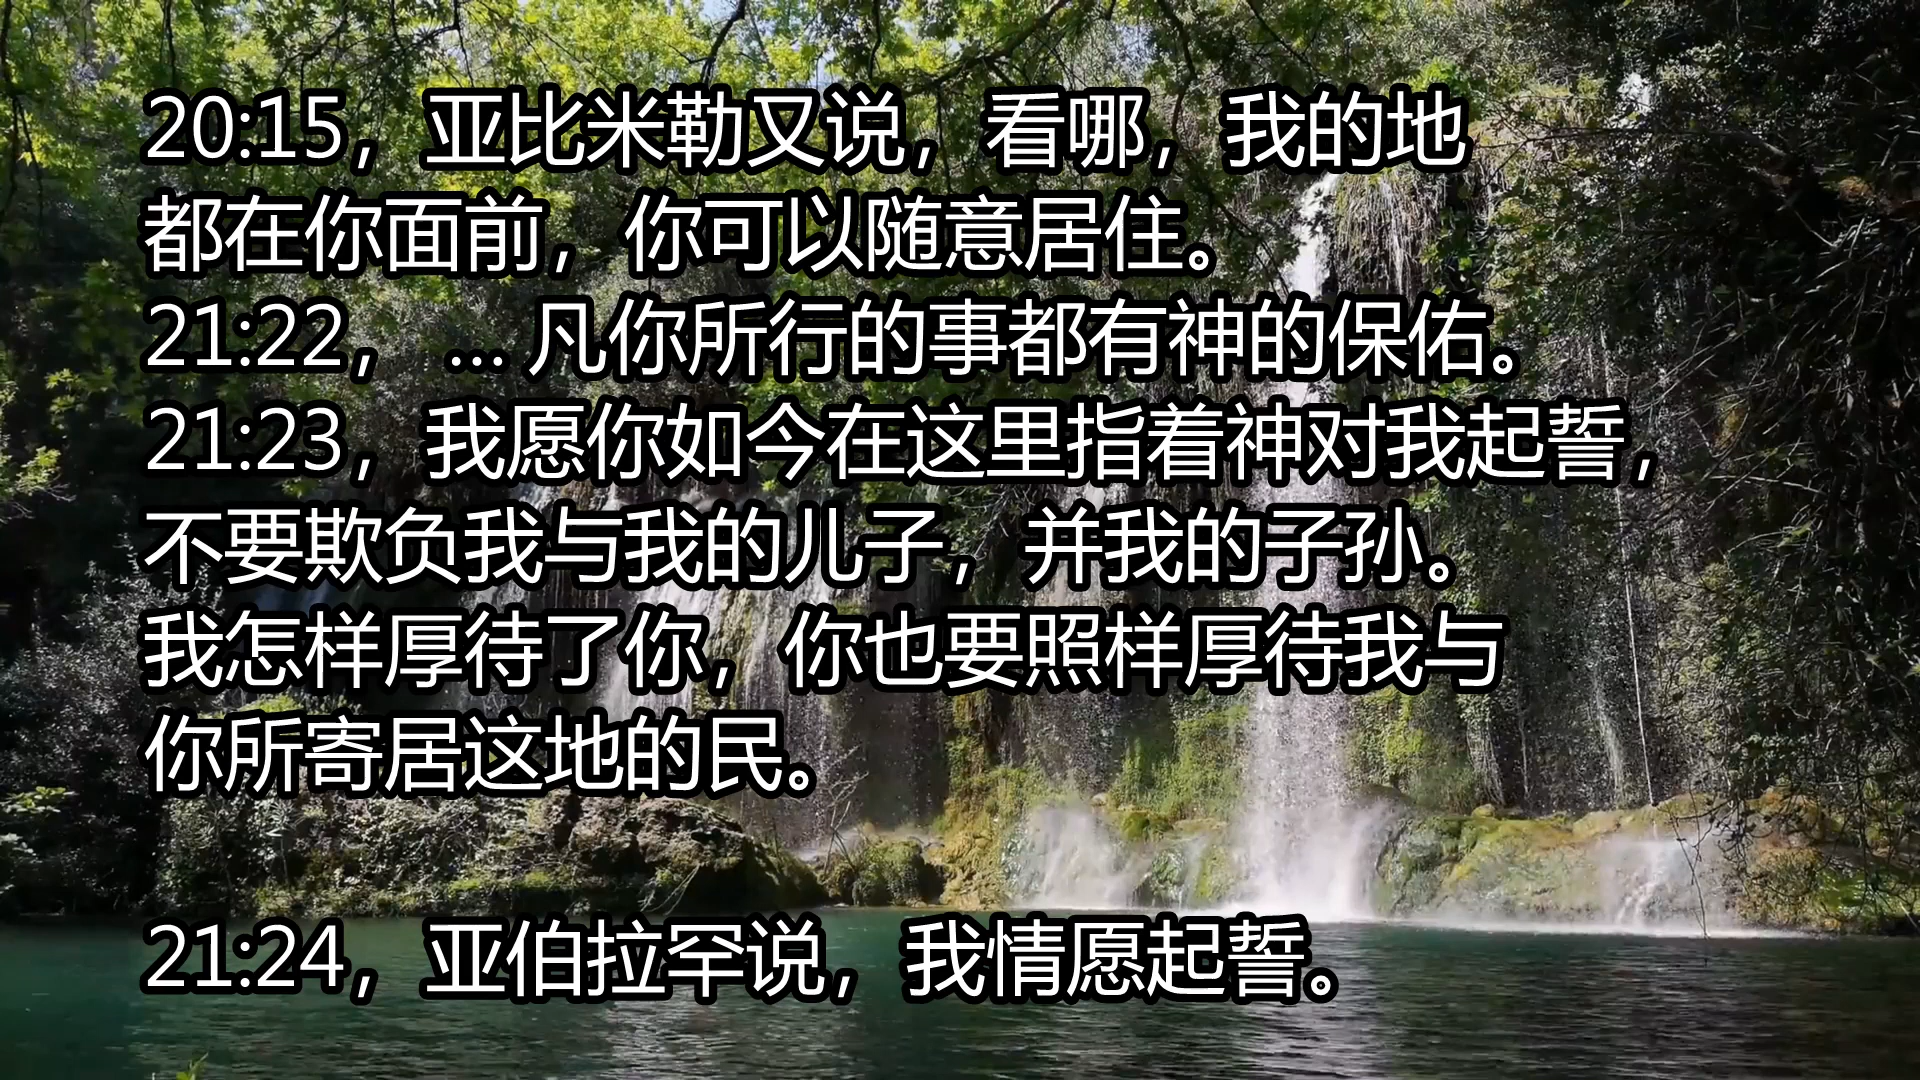 20:15，亚比米勒又说，看哪，我的地
都在你面前，你可以随意居住。
21:22， … 凡你所行的事都有神的保佑。
21:23，我愿你如今在这里指着神对我起誓，
不要欺负我与我的儿子，并我的子孙。
我怎样厚待了你，你也要照样厚待我与
你所寄居这地的民。
21:24，亚伯拉罕说，我情愿起誓。